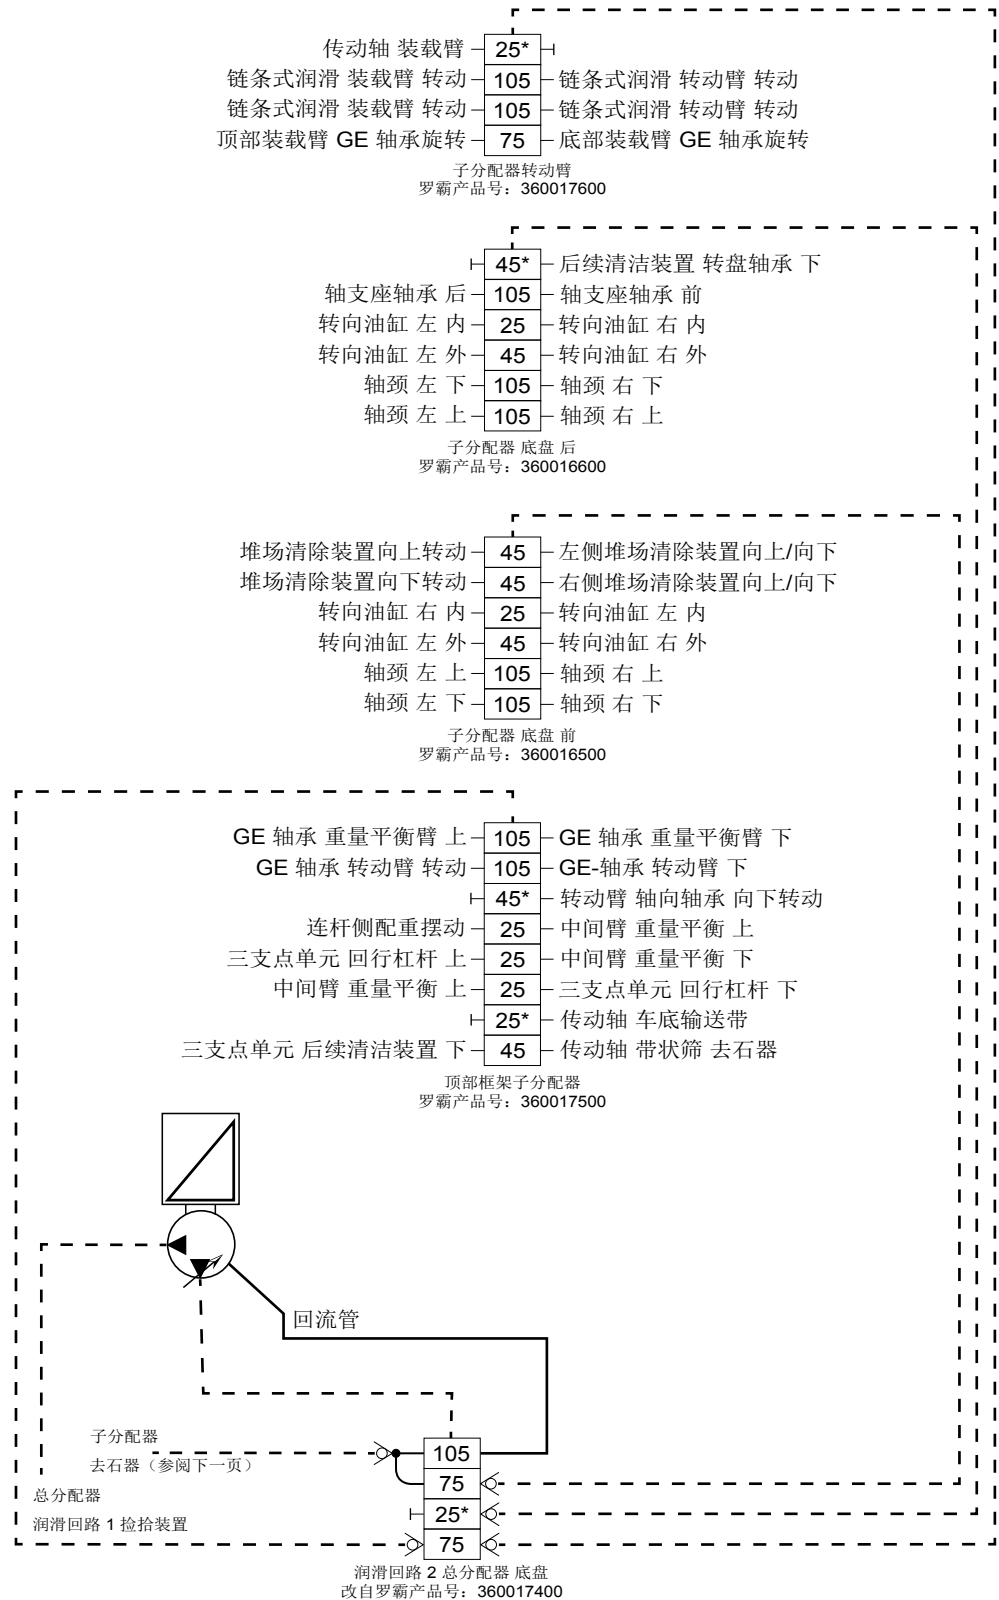 传动轴 装载臂 25*
链条式润滑 装载臂 转动 105 链条式润滑 转动臂 转动
链条式润滑 装载臂 转动 105 链条式润滑 转动臂 转动
顶部装载臂 GE 轴承旋转 75 底部装载臂 GE 轴承旋转
子分配器转动臂
罗霸产品号：360017600
45* 后续清洁装置 转盘轴承 下
轴支座轴承 后 105 轴支座轴承 前
转向油缸 左 内 25 转向油缸 右 内
转向油缸 左 外 45 转向油缸 右 外
轴颈 左 下 105 轴颈 右 下
轴颈 左 上 105 轴颈 右 上
子分配器 底盘 后
罗霸产品号：360016600
堆场清除装置向上转动 45 左侧堆场清除装置向上/向下
堆场清除装置向下转动 45 右侧堆场清除装置向上/向下
转向油缸 右 内 25 转向油缸 左 内
转向油缸 左 外 45 转向油缸 右 外
轴颈 左 上 105 轴颈 右 上
轴颈 左 下 105 轴颈 右 下
子分配器 底盘 前
罗霸产品号：360016500
GE 轴承 重量平衡臂 上 105 GE 轴承 重量平衡臂 下
GE 轴承 转动臂 转动 105 GE-轴承 转动臂 下
45* 转动臂 轴向轴承 向下转动
连杆侧配重摆动 25 中间臂 重量平衡 上
三支点单元 回行杠杆 上 25 中间臂 重量平衡 下
中间臂 重量平衡 上 25 三支点单元 回行杠杆 下
25* 传动轴 车底输送带
三支点单元 后续清洁装置 下 45 传动轴 带状筛 去石器
顶部框架子分配器
罗霸产品号：360017500
回流管
子分配器
去石器（参阅下一页）
总分配器
润滑回路 1 捡拾装置
105
75
25*
75
润滑回路 2 总分配器 底盘
改自罗霸产品号：360017400